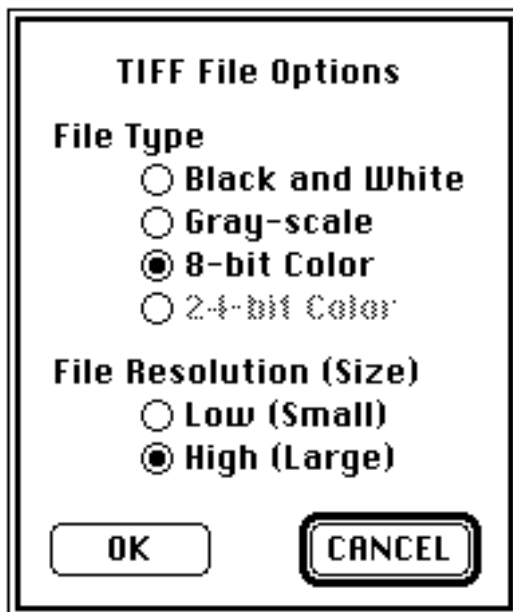 TIFF File Options
File Type
Black and White
Gray-scale
8-bit Color
24-bit Color
File Resolution (Size)
Low (Small)
High (Large)
OK
CANCEL